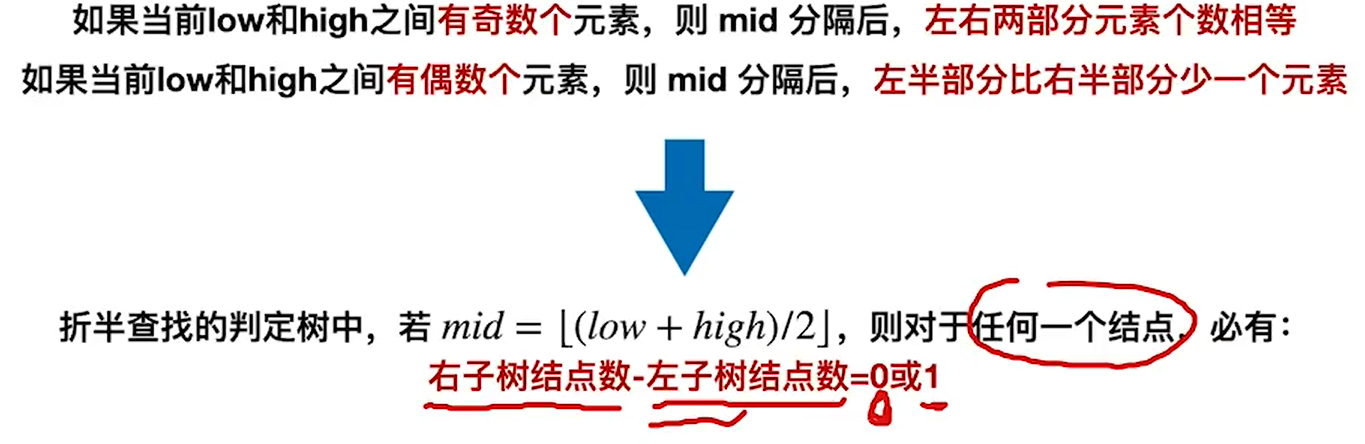 如果当前low和high之间有奇数个元素，则 mid 分隔后，左右两部分元素个数相等
如果当前low和high之间有偶数个元素，则 mid 分隔后，左半部分比右半部分少一个元素
折半查找的判定树中，若 mid = ⌊(low + high)/2⌋，则对于任何一个结点，必有：
右子树结点数-左子树结点数=0或1